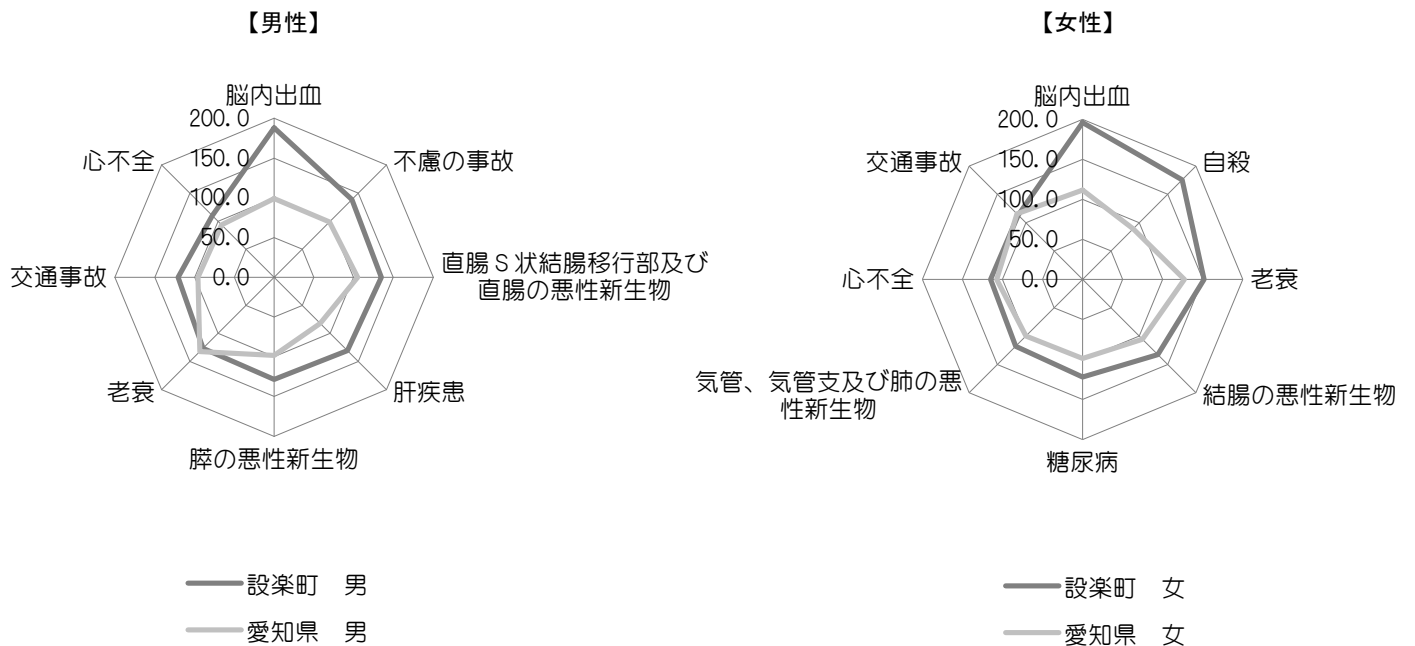 【男性】
脳内出血
200.0
150.0
100.0
50.0
0.0
不慮の事故
直腸Ｓ状結腸移行部及び
直腸の悪性新生物
肝疾患
膵の悪性新生物
老衰
交通事故
心不全
設楽町　男
愛知県　男
【女性】
脳内出血
200.0
150.0
100.0
50.0
0.0
自殺
老衰
結腸の悪性新生物
糖尿病
気管、気管支及び肺の悪
性新生物
心不全
交通事故
設楽町　女
愛知県　女